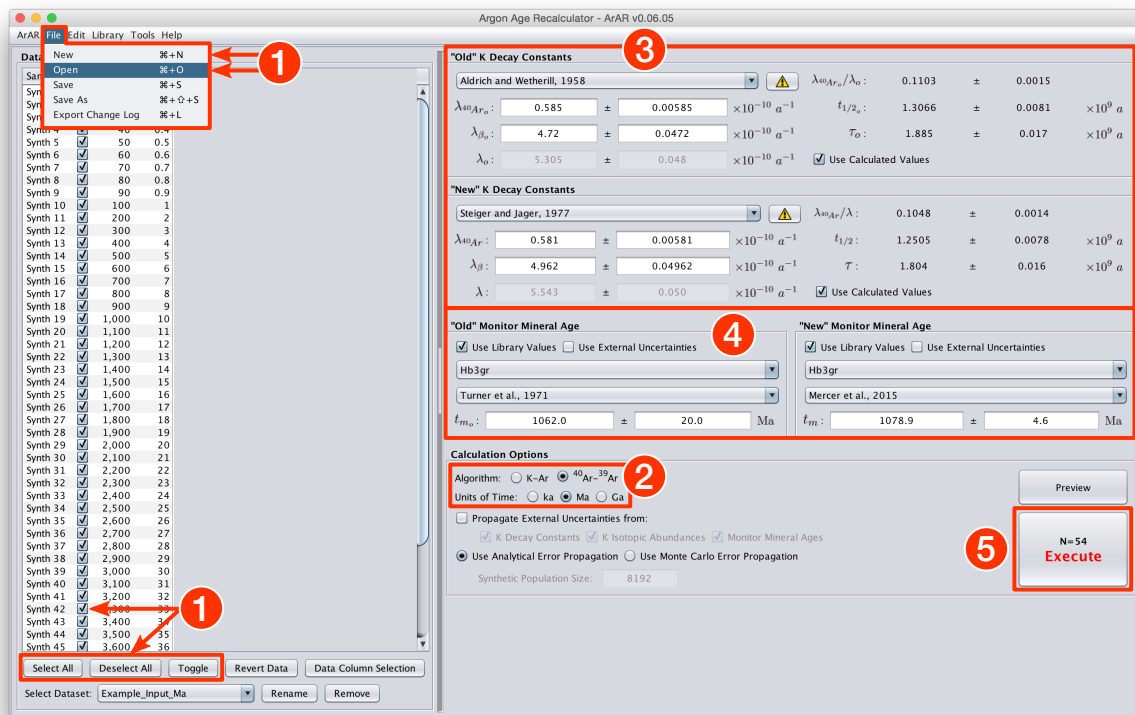 Argon Age Recalculator - ArAR v0.06.05
ArAR File Edit Library Tools Help
New ⌘+N
Open ⌘+O
Save ⌘+S
Save As ⌘+⇧+S
Export Change Log ⌘+L
1
Synth 5 50 0.5
Synth 6 60 0.6
Synth 7 70 0.7
Synth 8 80 0.8
Synth 9 90 0.9
Synth 10 100 1
Synth 11 200 2
Synth 12 300 3
Synth 13 400 4
Synth 14 500 5
Synth 15 600 6
Synth 16 700 7
Synth 17 800 8
Synth 18 900 9
Synth 19 1,000 10
Synth 20 1,100 11
Synth 21 1,200 12
Synth 22 1,300 13
Synth 23 1,400 14
Synth 24 1,500 15
Synth 25 1,600 16
Synth 26 1,700 17
Synth 27 1,800 18
Synth 28 1,900 19
Synth 29 2,000 20
Synth 30 2,100 21
Synth 31 2,200 22
Synth 32 2,300 23
Synth 33 2,400 24
Synth 34 2,500 25
Synth 35 2,600 26
Synth 36 2,700 27
Synth 37 2,800 28
Synth 38 2,900 29
Synth 39 3,000 30
Synth 40 3,100 31
Synth 41 3,200 32
Synth 42
Synth 43 3,400
Synth 44 3,500 35
Synth 45 3,600 36
1
Select All Deselect All Toggle Revert Data Data Column Selection
Select Dataset: Example_Input_Ma Rename Remove
3
"Old" K Decay Constants
Aldrich and Wetherill, 1958 λ₄₀Arₒ/λₒ : 0.1103 ± 0.0015
λ₄₀Arₒ : 0.585 ± 0.00585 ×10⁻¹⁰ a⁻¹ t₁/₂ₒ : 1.3066 ± 0.0081 ×10⁹ a
λβₒ : 4.72 ± 0.0472 ×10⁻¹⁰ a⁻¹ τₒ : 1.885 ± 0.017 ×10⁹ a
λₒ : 5.305 ± 0.048 ×10⁻¹⁰ a⁻¹ Use Calculated Values
"New" K Decay Constants
Steiger and Jager, 1977 λ₄₀Ar/λ : 0.1048 ± 0.0014
λ₄₀Ar : 0.581 ± 0.00581 ×10⁻¹⁰ a⁻¹ t₁/₂ : 1.2505 ± 0.0078 ×10⁹ a
λβ : 4.962 ± 0.04962 ×10⁻¹⁰ a⁻¹ τ : 1.804 ± 0.016 ×10⁹ a
λ : 5.543 ± 0.050 ×10⁻¹⁰ a⁻¹ Use Calculated Values
4
"Old" Monitor Mineral Age
Use Library Values Use External Uncertainties
Hb3gr
Turner et al., 1971
tₘₒ : 1062.0 ± 20.0 Ma
"New" Monitor Mineral Age
Use Library Values Use External Uncertainties
Hb3gr
Mercer et al., 2015
tₘ : 1078.9 ± 4.6 Ma
Calculation Options
Algorithm: K-Ar ⁴⁰Ar-³⁹Ar
2
Units of Time: ka Ma Ga
Propagate External Uncertainties from:
K Decay Constants K Isotopic Abundances Monitor Mineral Ages
Use Analytical Error Propagation Use Monte Carlo Error Propagation
Synthetic Population Size: 8192
Preview
5
N=54
Execute